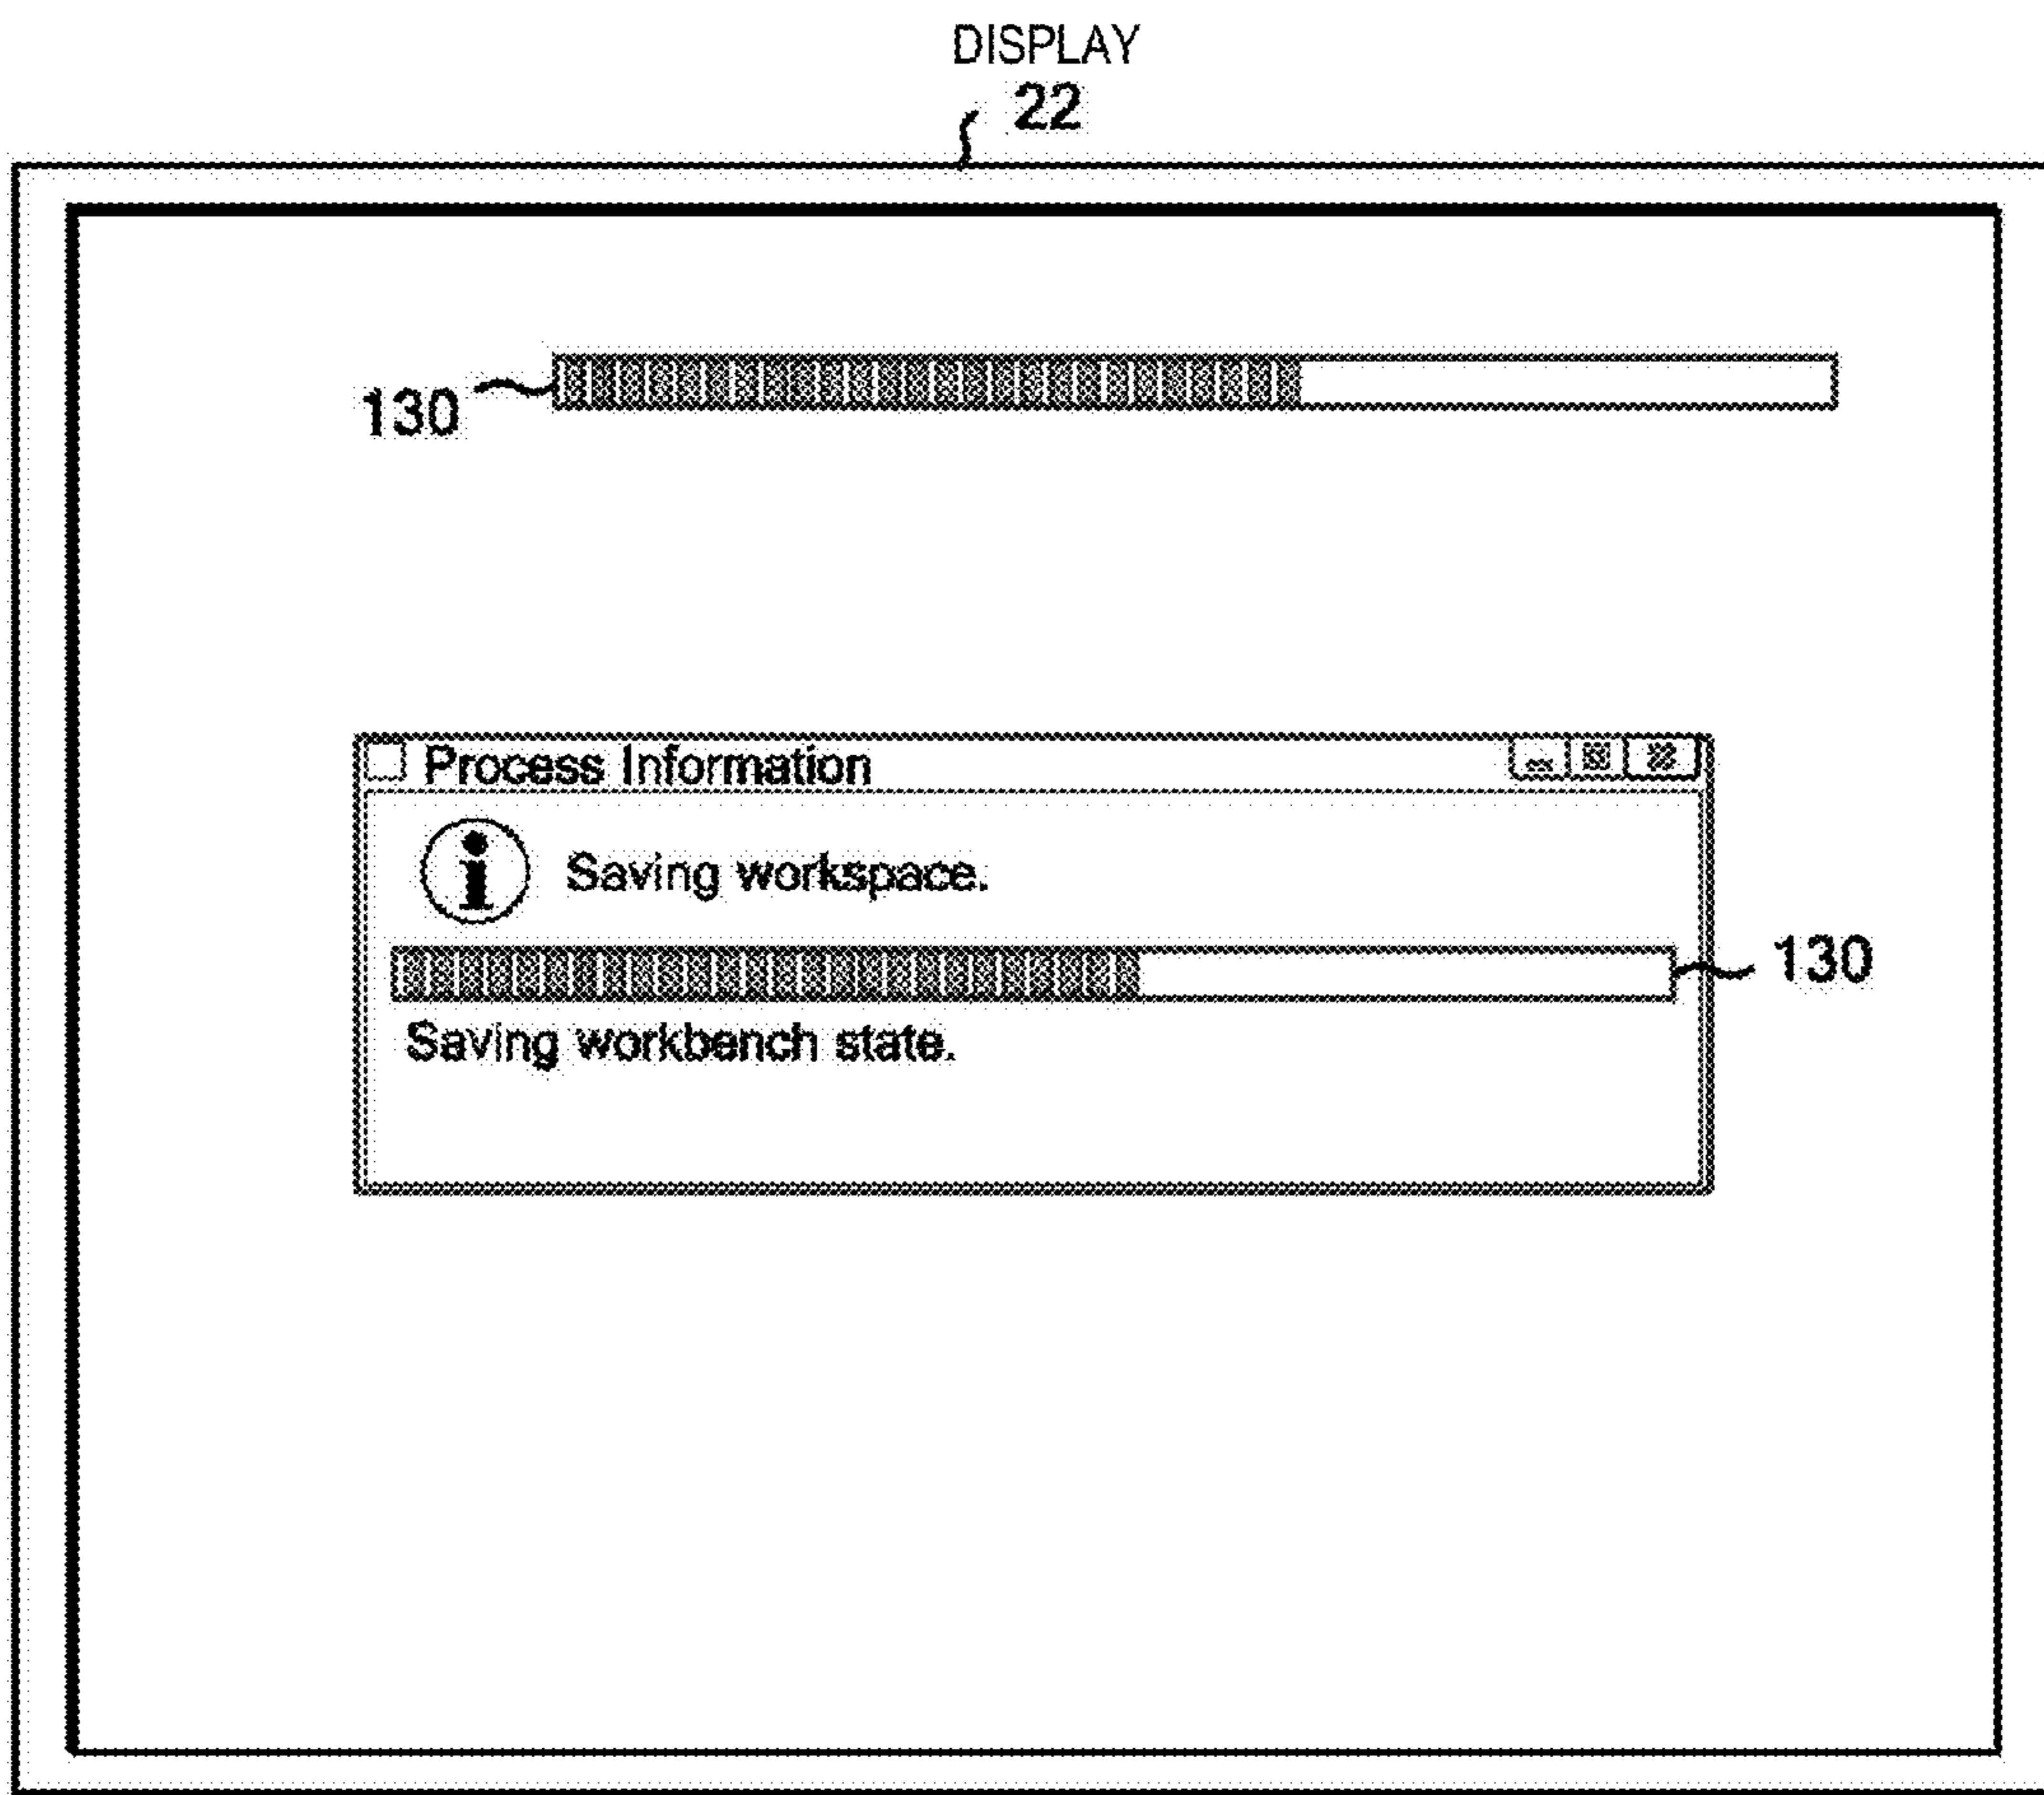 DISPLAY
22
130
Process Information
i Saving workspace.
130
Saving workbench state.